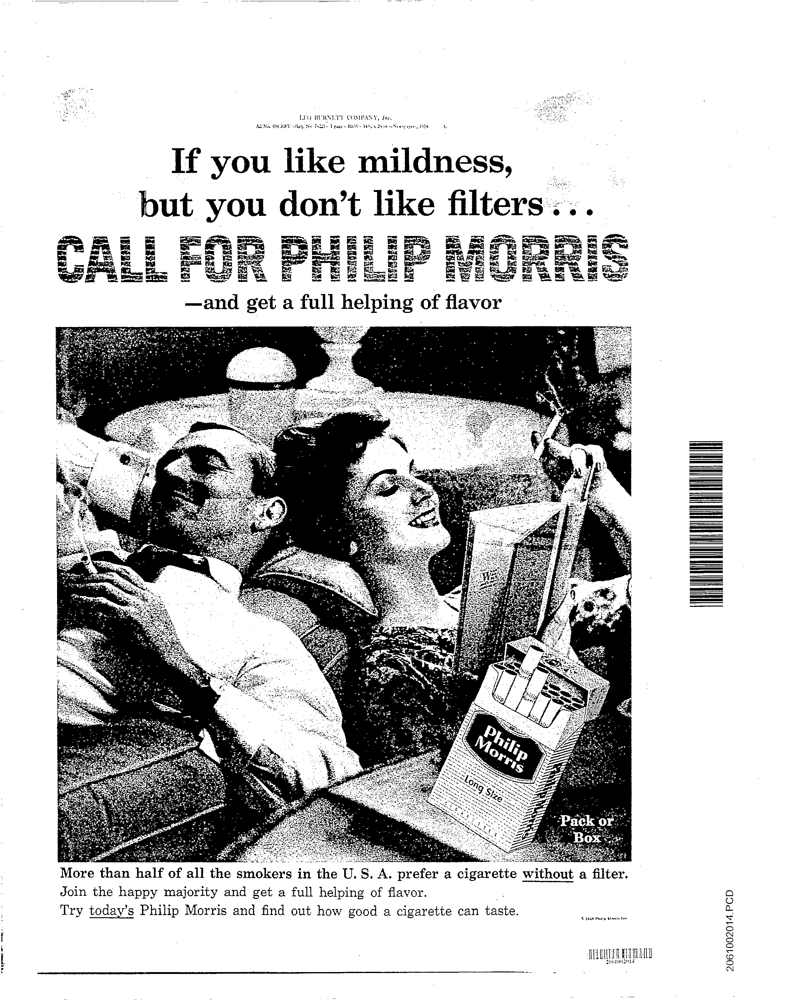 LEO BURNETT COMPANY, Inc.
If you like mildness,
but you don't like filters...
CALL FOR PHILIP MORRIS
—and get a full helping of flavor
Philip
Morris
Long Size
Pack or
Box
More than half of all the smokers in the U. S. A. prefer a cigarette without a filter.
Join the happy majority and get a full helping of flavor.
Try today's Philip Morris and find out how good a cigarette can taste.
2061002014
2061002014.PCD